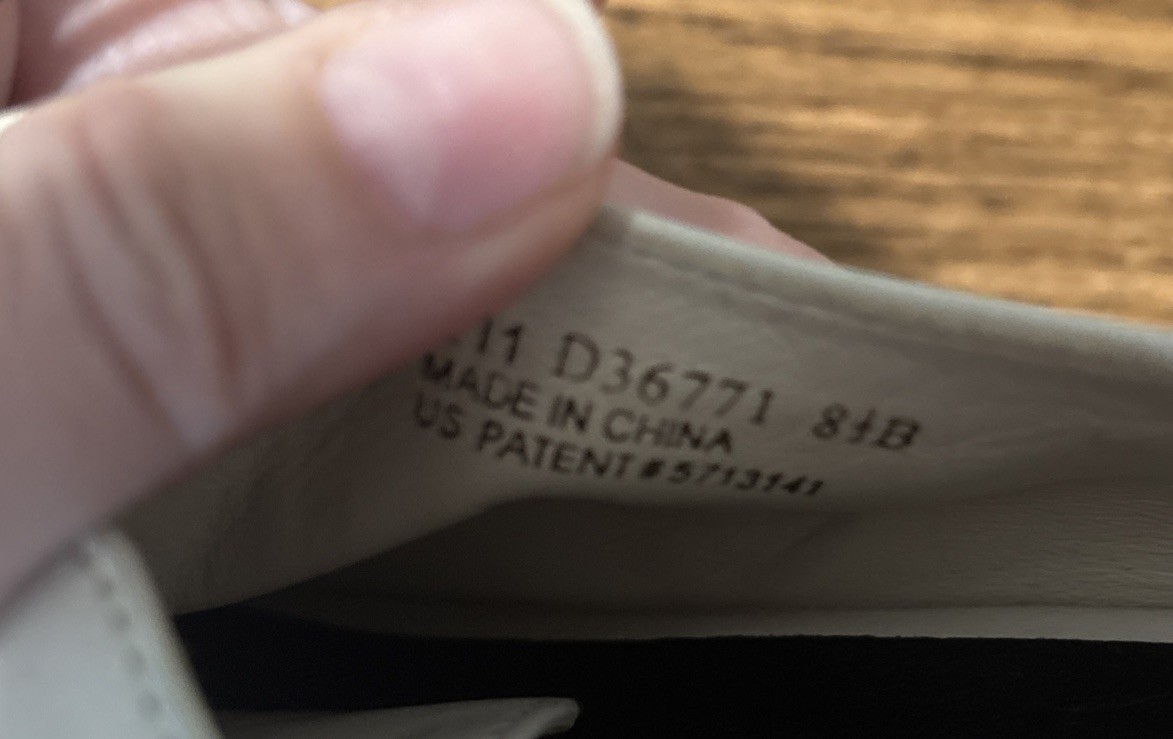 11 D36771 8½B
MADE IN CHINA
US PATENT #5713141